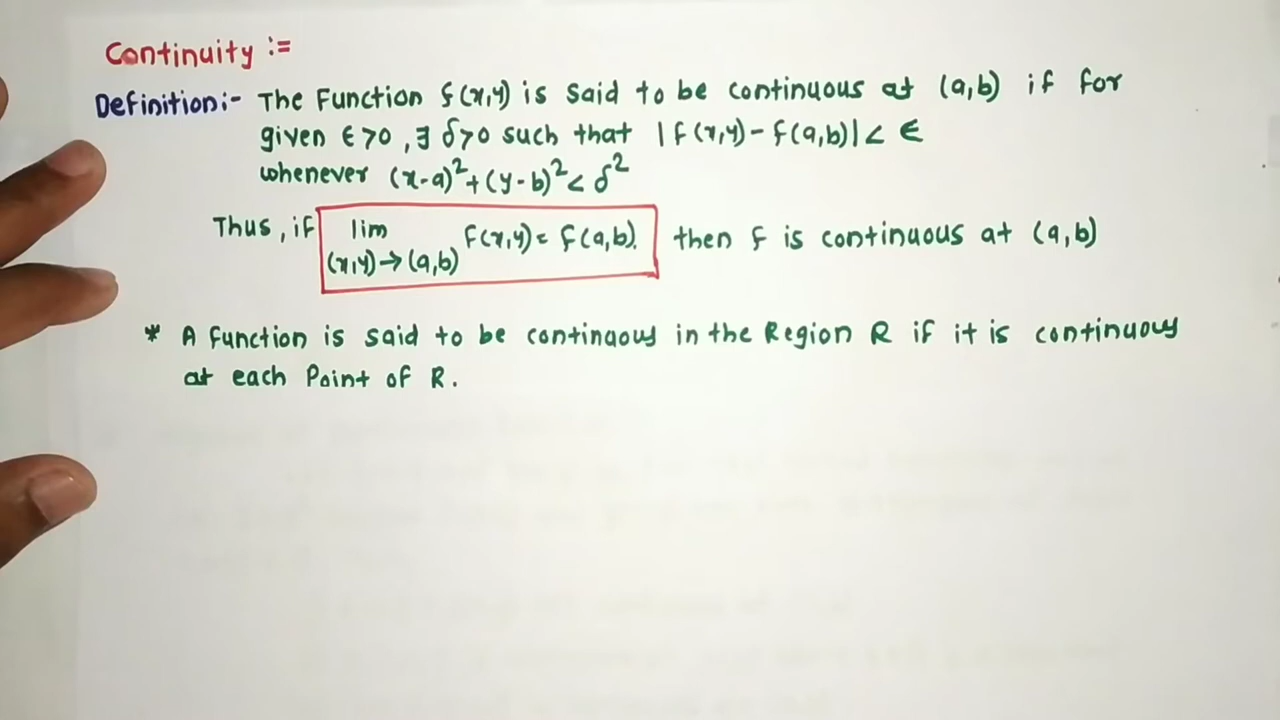 Continuity :=
Definition:- The Function f(x,y) is said to be continuous at (a,b) if for
given ϵ>0, ∃ δ>0 such that |f(x,y)-f(a,b)|< ϵ
whenever (x-a)²+(y-b)²< δ²
Thus, if lim f(x,y)= f(a,b). then f is continuous at (a,b)
(x,y)→(a,b)
* A function is said to be continuous in the Region R if it is continuous
at each Point of R.